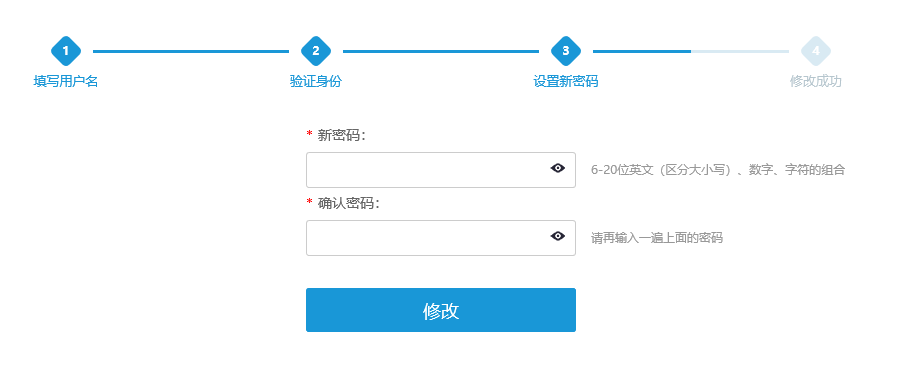 1 2 3 4
填写用户名 验证身份 设置新密码 修改成功
* 新密码：
6-20位英文（区分大小写）、数字、字符的组合
* 确认密码：
请再输入一遍上面的密码
修改